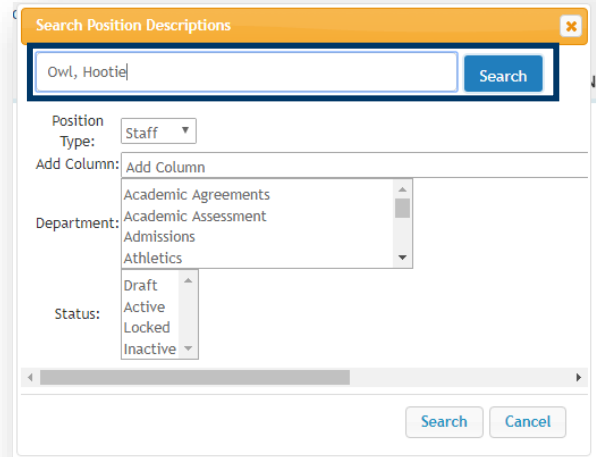 Search Position Descriptions
Owl, Hootie
Search
Position
Type:
Staff
Add Column:
Add Column
Department:
Academic Agreements
Academic Assessment
Admissions
Athletics
Status:
Draft
Active
Locked
Inactive
Search
Cancel